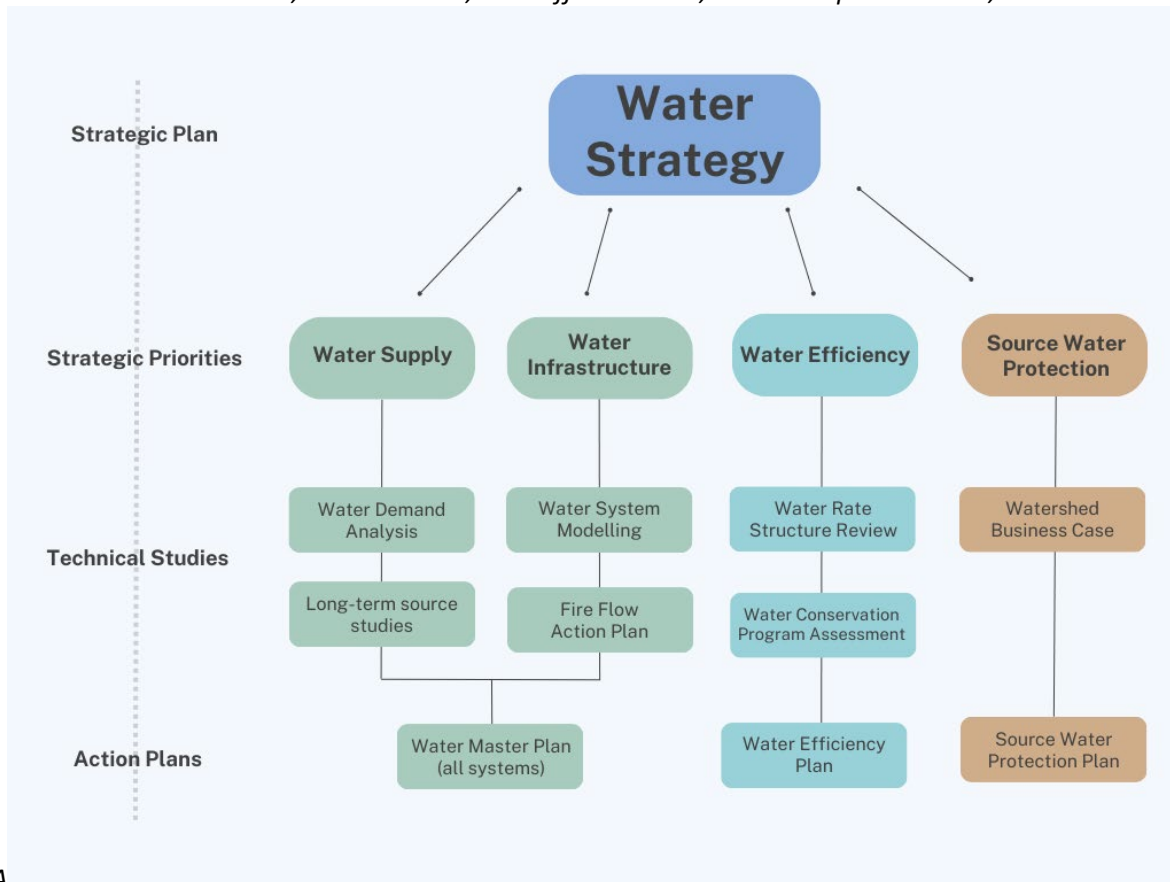 Water
Strategy
Strategic Plan
Strategic Priorities
Water Supply
Water
Infrastructure
Water Efficiency
Source Water
Protection
Technical Studies
Water Demand
Analysis
Water System
Modelling
Water Rate
Structure Review
Watershed
Business Case
Long-term source
studies
Fire Flow
Action Plan
Water Conservation
Program Assessment
Action Plans
Water Master Plan
(all systems)
Water Efficiency
Plan
Source Water
Protection Plan